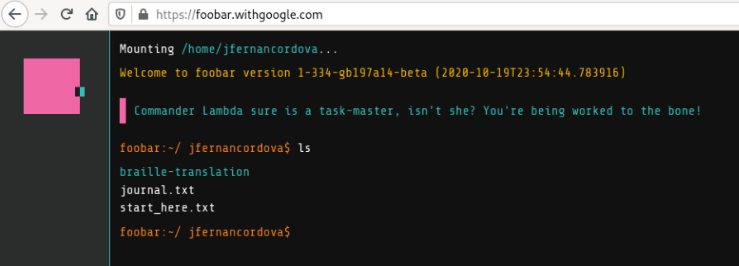 https://foobar.withgoogle.com
Mounting /home/jfernancordova...
Welcome to foobar version 1-334-gb197a14-beta (2020-10-19T23:54:44.783916)
Commander Lambda sure is a task-master, isn't she? You're being worked to the bone!
foobar:~/ jfernancordova$ ls
braille-translation
journal.txt
start_here.txt
foobar:~/ jfernancordova$